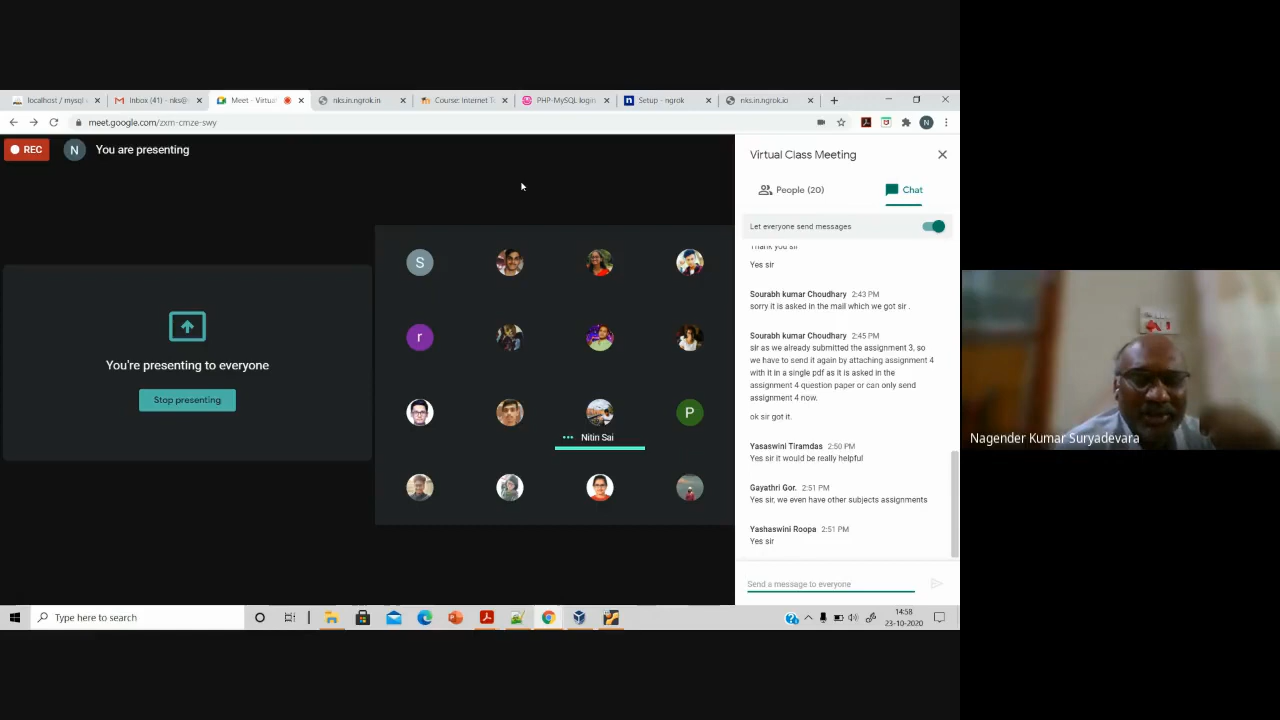 localhost / mysql
Inbox (41) - nks@
Meet - Virtua
nks.in.ngrok.in
Course: Internet T
PHP-MySQL login
Setup - ngrok
nks.in.ngrok.io
meet.google.com/zxm-cmze-swy
N
REC
N
You are presenting
You're presenting to everyone
Stop presenting
S
r
P
Nitin Sai
Virtual Class Meeting
People (20)
Chat
Let everyone send messages
Thank you sir
Yes sir
Sourabh kumar Choudhary 2:43 PM
sorry it is asked in the mail which we got sir .
Sourabh kumar Choudhary 2:45 PM
sir as we already submitted the assignment 3, so
we have to send it again by attaching assignment 4
with it in a single pdf as it is asked in the
assignment 4 question paper or can only send
assignment 4 now.
ok sir got it.
Yasaswini Tiramdas 2:50 PM
Yes sir it would be really helpful
Gayathri Gor. 2:51 PM
Yes sir, we even have other subjects assignments
Yashaswini Roopa 2:51 PM
Yes sir
Send a message to everyone
Nagender Kumar Suryadevara
Type here to search
14:58
23-10-2020